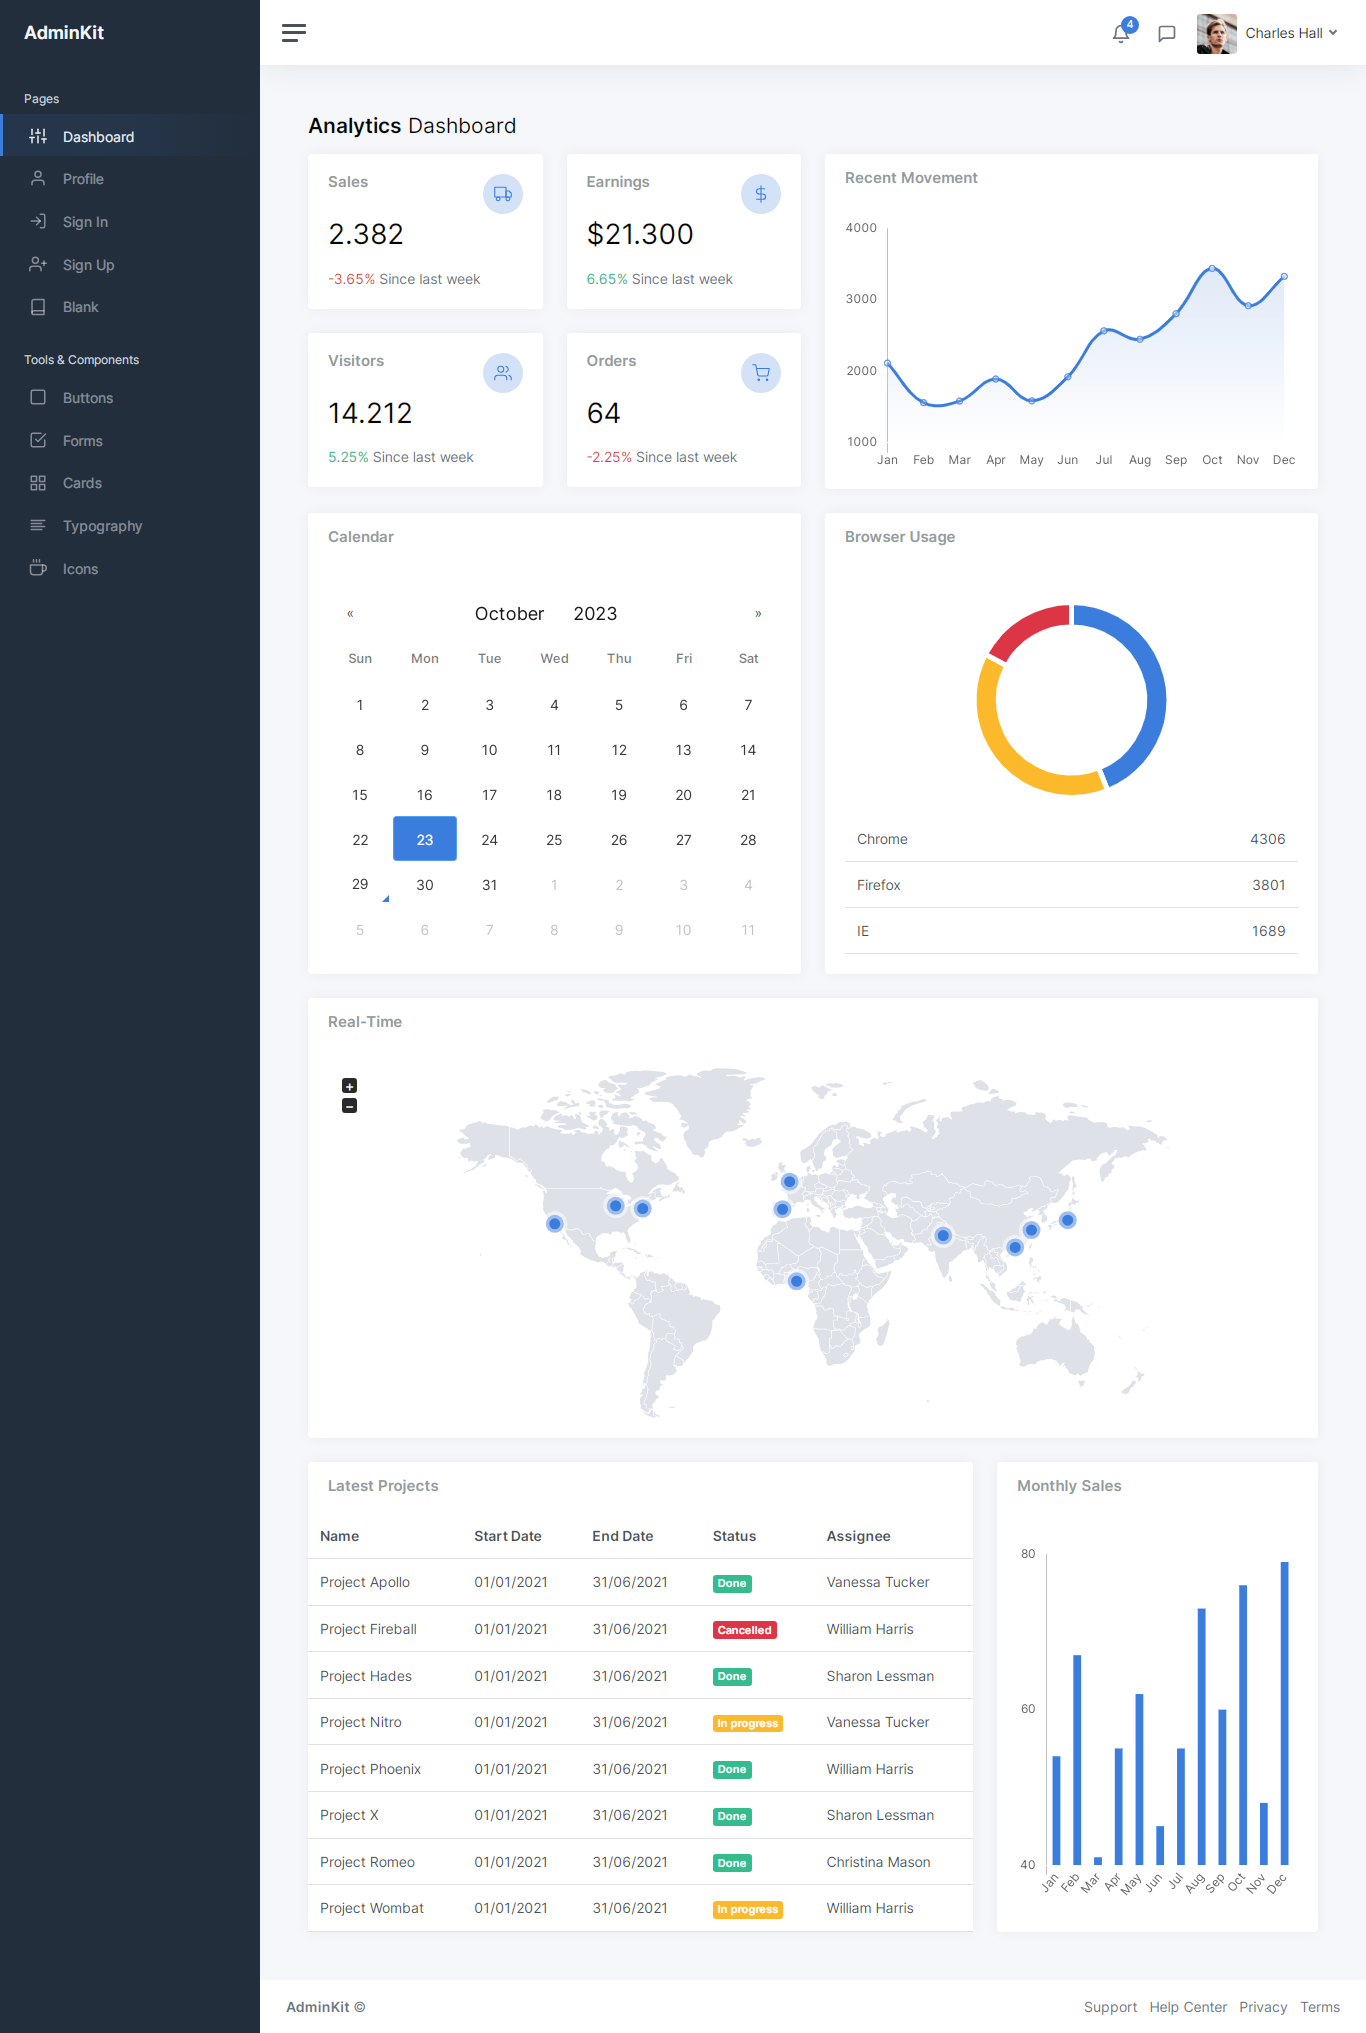 AdminKit
Pages
Dashboard
Profile
Sign In
Sign Up
Blank
Tools & Components
Buttons
Forms
Cards
Typography
Icons
4
Charles Hall
Analytics Dashboard
Sales
2.382
-3.65% Since last week
Earnings
$21.300
6.65% Since last week
Visitors
14.212
5.25% Since last week
Orders
64
-2.25% Since last week
Recent Movement
4000
3000
2000
1000
Jan Feb Mar Apr May Jun Jul Aug Sep Oct Nov Dec
Calendar
« October 2023 »
Sun Mon Tue Wed Thu Fri Sat
1 2 3 4 5 6 7
8 9 10 11 12 13 14
15 16 17 18 19 20 21
22 23 24 25 26 27 28
29 30 31 1 2 3 4
5 6 7 8 9 10 11
Browser Usage
Chrome 4306
Firefox 3801
IE 1689
Real-Time
+
−
Latest Projects
Name Start Date End Date Status Assignee
Project Apollo 01/01/2021 31/06/2021 Done Vanessa Tucker
Project Fireball 01/01/2021 31/06/2021 Cancelled William Harris
Project Hades 01/01/2021 31/06/2021 Done Sharon Lessman
Project Nitro 01/01/2021 31/06/2021 In progress Vanessa Tucker
Project Phoenix 01/01/2021 31/06/2021 Done William Harris
Project X 01/01/2021 31/06/2021 Done Sharon Lessman
Project Romeo 01/01/2021 31/06/2021 Done Christina Mason
Project Wombat 01/01/2021 31/06/2021 In progress William Harris
Monthly Sales
80
60
40
Jan Feb Mar Apr May Jun Jul Aug Sep Oct Nov Dec
AdminKit ©
Support Help Center Privacy Terms